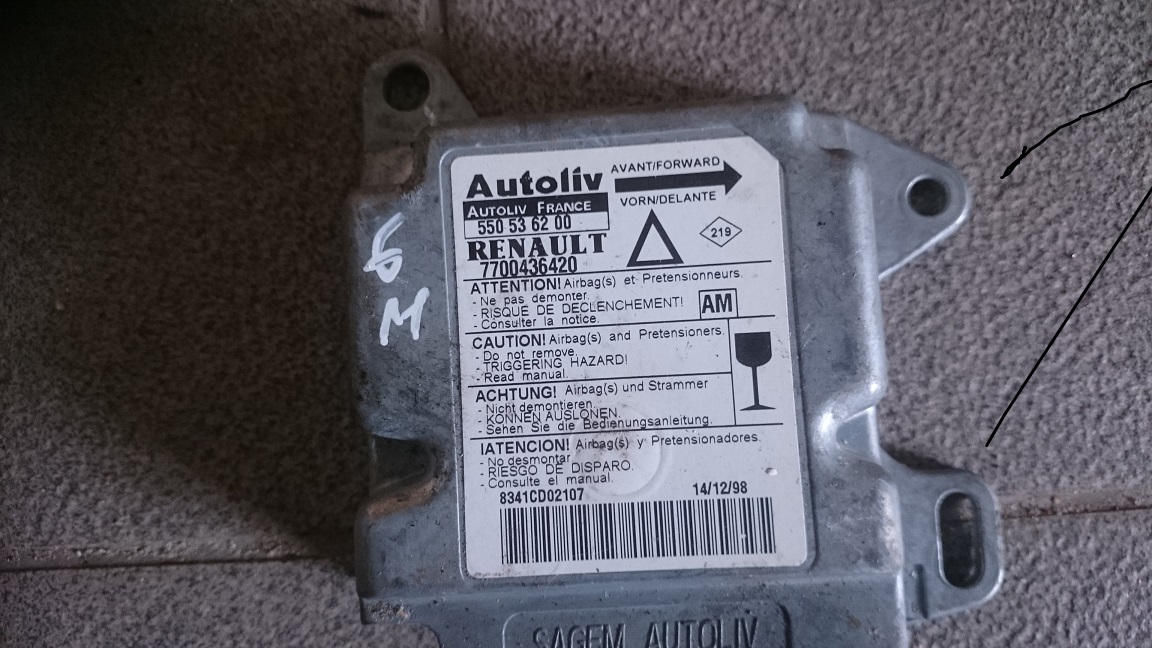 Autoliv
AVANT/FORWARD
AUTOLIV FRANCE
VORN/DELANTE
550 53 62 00
219
RENAULT
7700436420
ATTENTION! Airbag(s) et Pretensionneurs.
- Ne pas demonter.
- RISQUE DE DECLENCHEMENT!
- Consulter la notice.
AM
CAUTION! Airbag(s) and Pretensioners.
- Do not remove.
- TRIGGERING HAZARD!
- Read manual.
ACHTUNG! Airbag(s) und Strammer
- Nicht demontieren.
- KONNEN AUSLONEN.
- Sehen Sie die Bedienungsanleitung.
IATENCION! Airbag(s) y Pretensionadores.
- No desmontar
- RIESGO DE DISPARO.
- Consulte el manual.
8341CD02107 14/12/98
SAGEM AUTOLIV
6
M